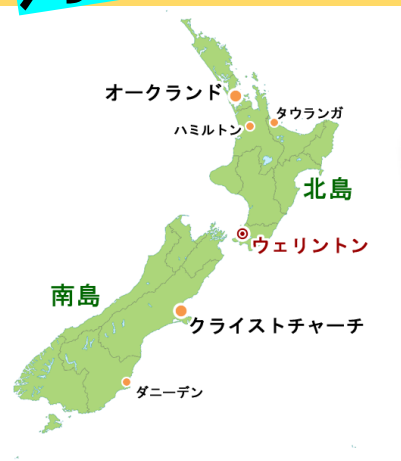 オークランド
タウランガ
ハミルトン
北島
ウェリントン
南島
クライストチャーチ
ダニーデン